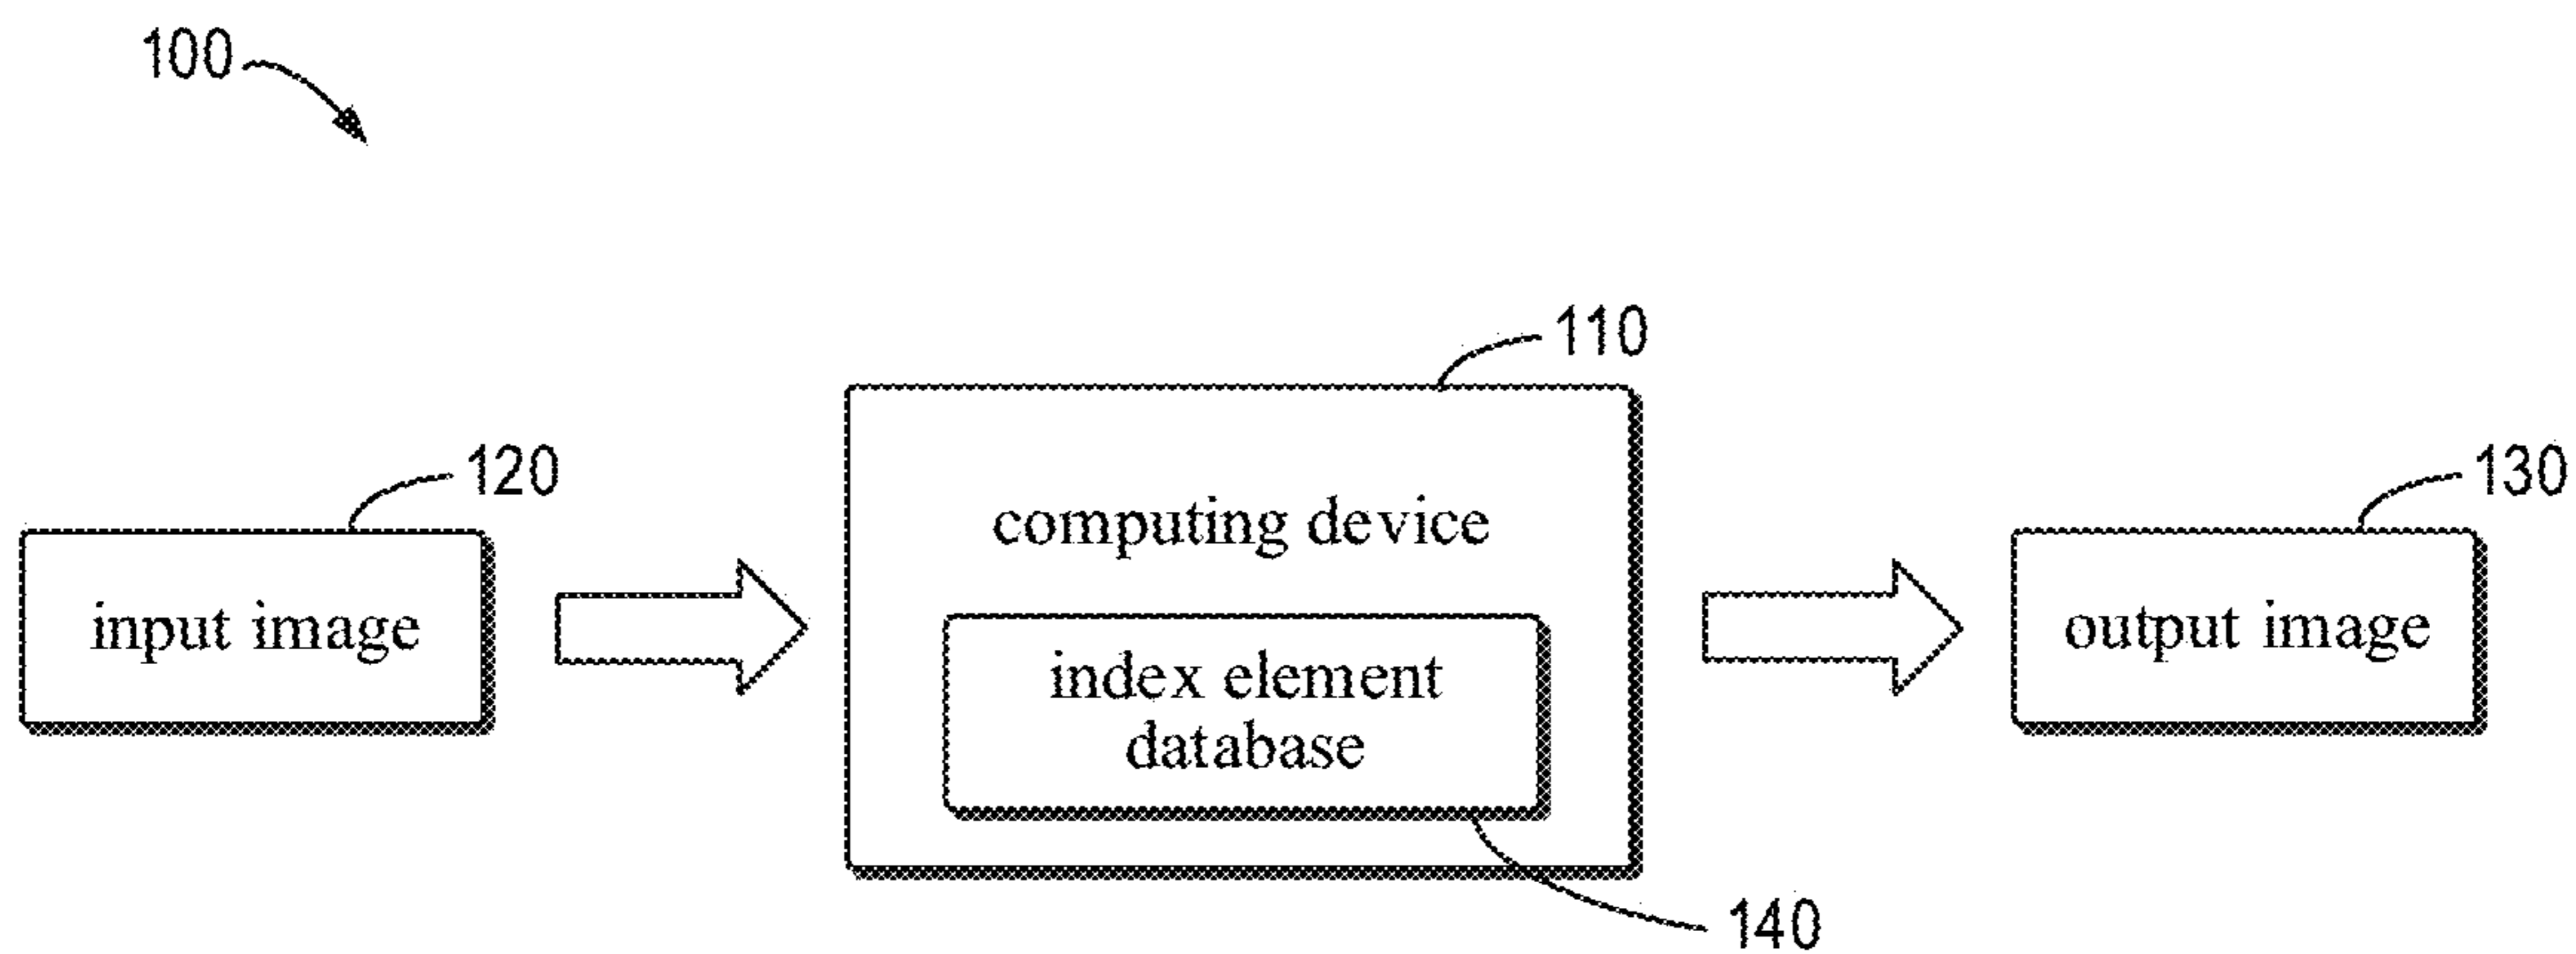 100
110
120
130
computing device
input image
output image
index element
database
140